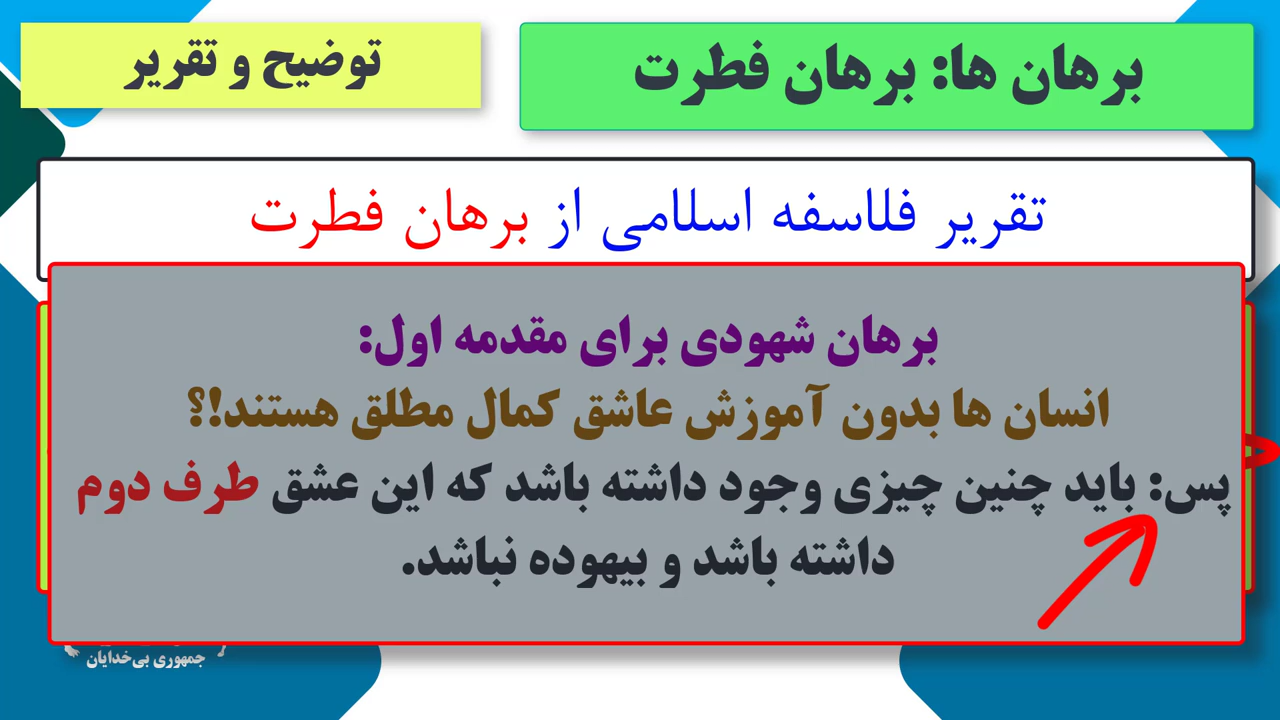 برهان ها: برهان فطرت
توضیح و تقریر
تقریر فلاسفه اسلامی از برهان فطرت
برهان شهودی برای مقدمه اول:
انسان ها بدون آموزش عاشق کمال مطلق هستند!؟
پس: باید چنین چیزی وجود داشته باشد که این عشق طرف دوم
داشته باشد و بیهوده نباشد.
جمهوری بی‌خدایان